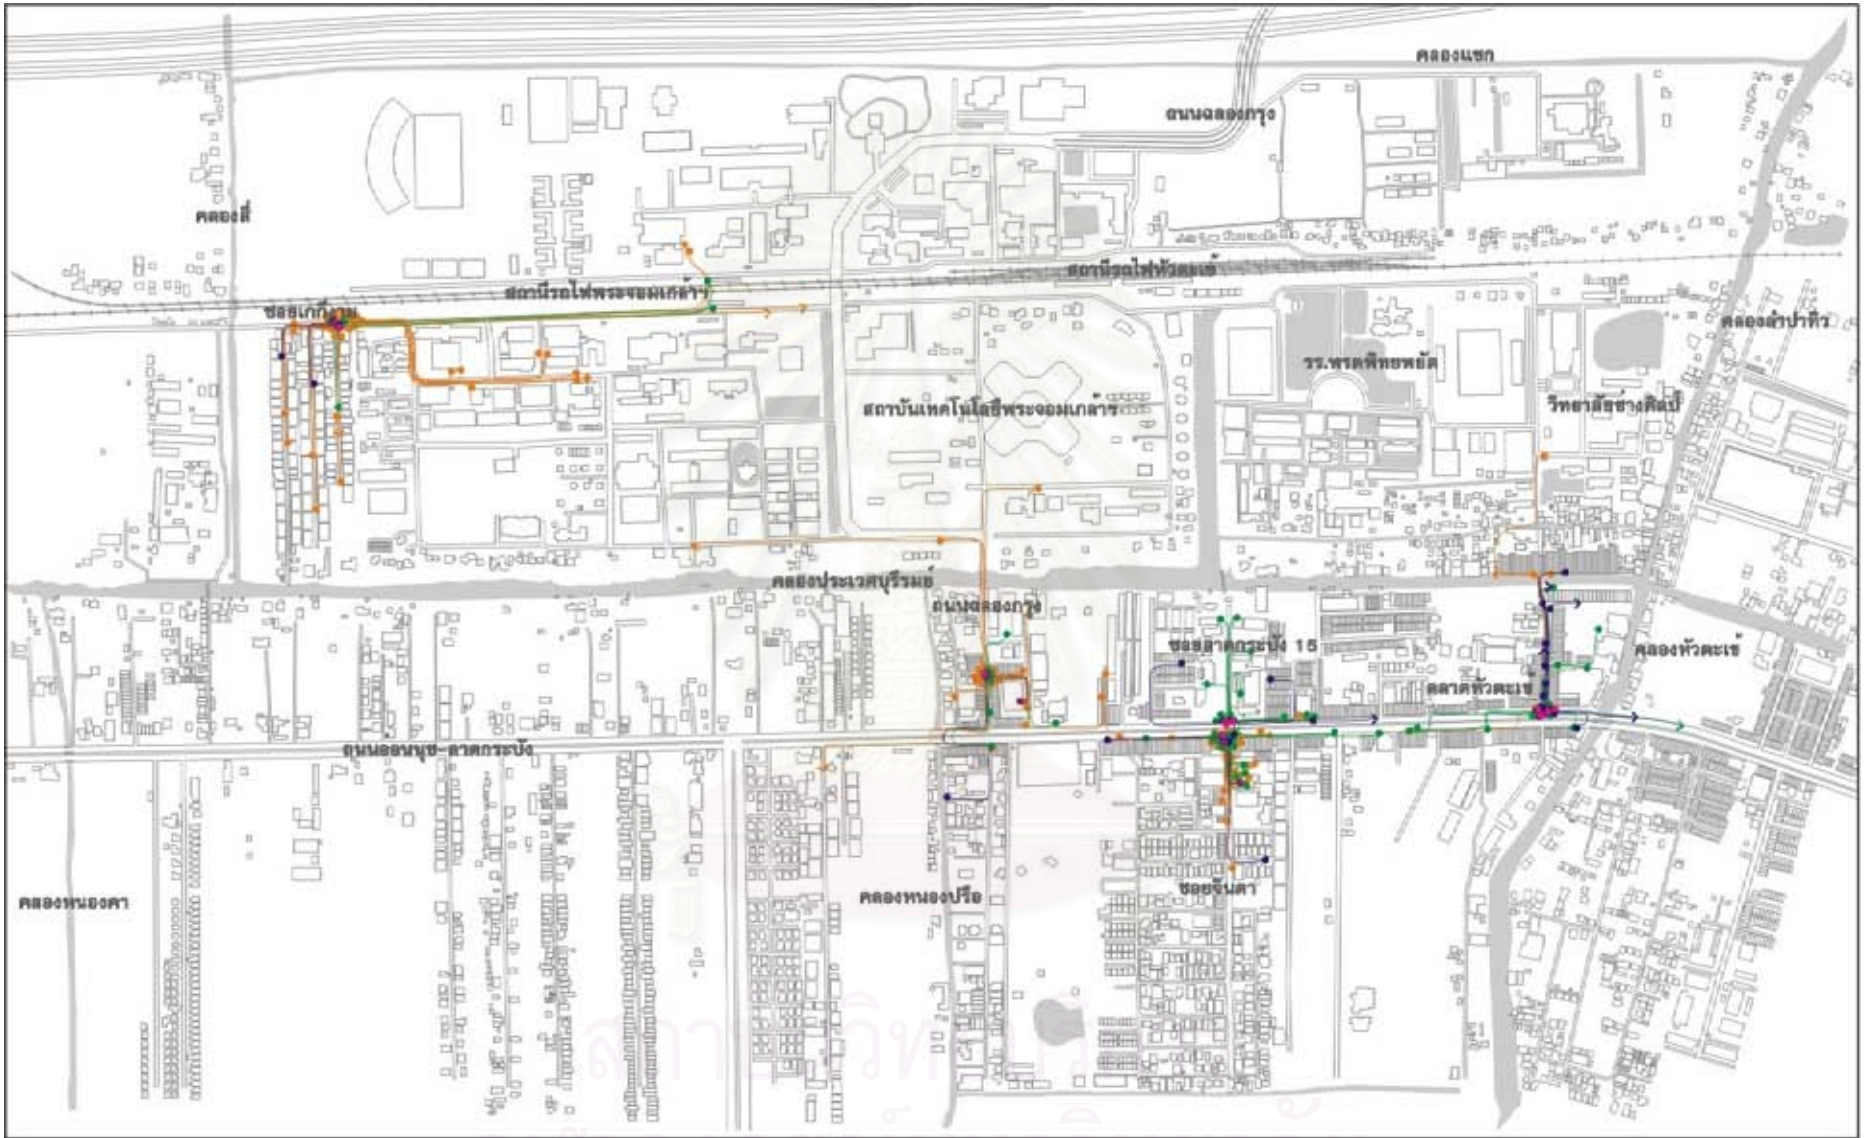 คลองแขก
ถนนฉลองกรุง
คลองสี่
สถานีรถไฟหัวตะเข้
สถานีรถไฟพระจอมเกล้าฯ
ซอยเกกีงาม
คลองลำปาทิว
รร.พรตพิทยพยัต
สถาบันเทคโนโลยีพระจอมเกล้าฯ
วิทยาลัยช่างศิลป์
คลองประเวศบุรีรมย์
ถนนฉลองกรุง
ซอยลาดกระบัง 15
คลองหัวตะเข้
ตลาดหัวตะเข้
ถนนอ่อนนุช-ลาดกระบัง
ซอยจินดา
คลองหนองปรือ
คลองหนองคา